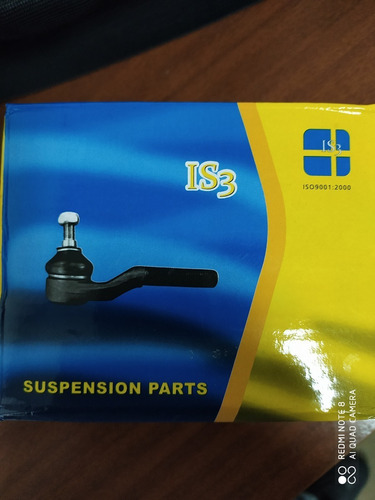 IS3
IS3
ISO9001:2000
SUSPENSION PARTS
REDMI NOTE 8
AI QUAD CAMERA